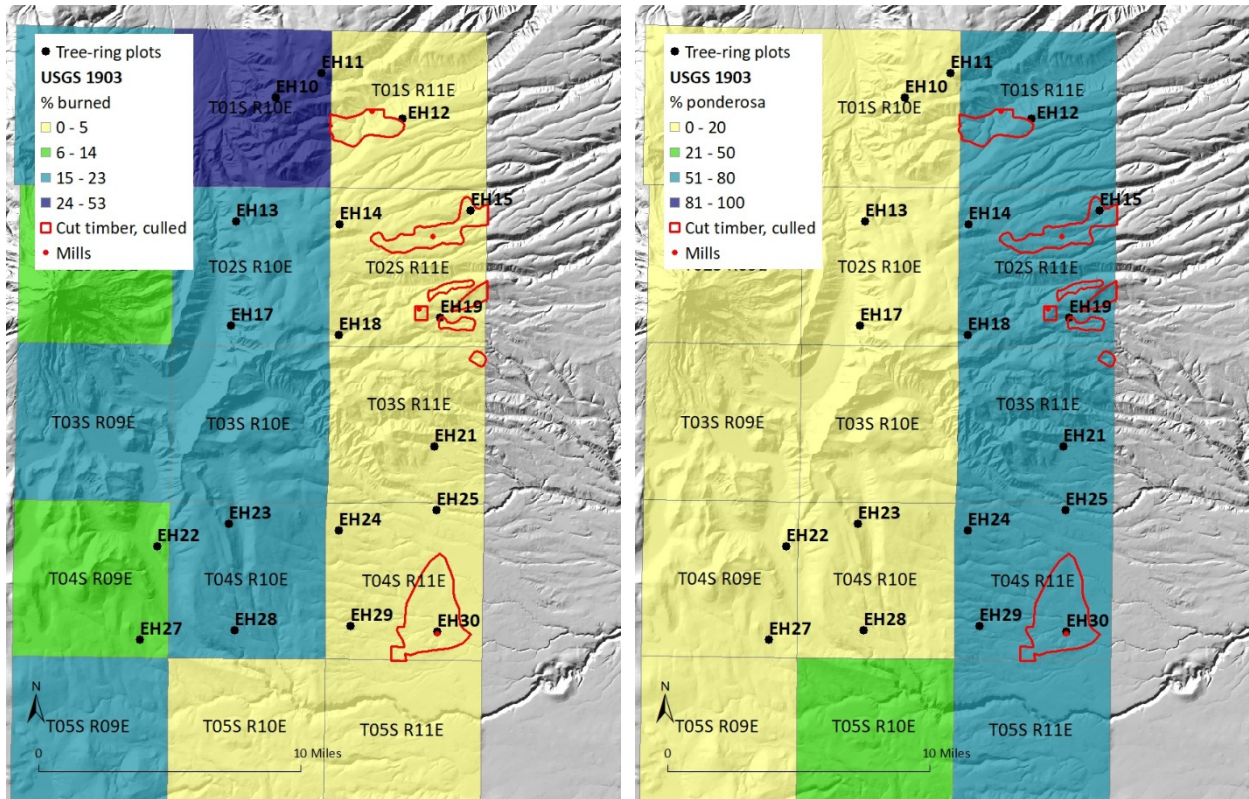 Tree-ring plots
USGS 1903
% burned
0 - 5
6 - 14
15 - 23
24 - 53
Cut timber, culled
Mills
EH11
EH10
T01S R10E
T01S R11E
EH12
EH15
EH13
EH14
T02S R10E
T02S R11E
EH19
EH17
EH18
T03S R09E
T03S R10E
T03S R11E
EH21
EH25
EH23
EH24
EH22
T04S R09E
T04S R10E
T04S R11E
EH29
EH30
EH28
EH27
N
T05S R09E
T05S R10E
T05S R11E
0
10 Miles
Tree-ring plots
USGS 1903
% ponderosa
0 - 20
21 - 50
51 - 80
81 - 100
Cut timber, culled
Mills
EH11
EH10
T01S R10E
T01S R11E
EH12
EH15
EH13
EH14
T02S R10E
T02S R11E
EH19
EH17
EH18
T03S R09E
T03S R10E
T03S R11E
EH21
EH25
EH23
EH24
EH22
T04S R09E
T04S R10E
T04S R11E
EH29
EH30
EH28
EH27
N
T05S R09E
T05S R10E
T05S R11E
0
10 Miles